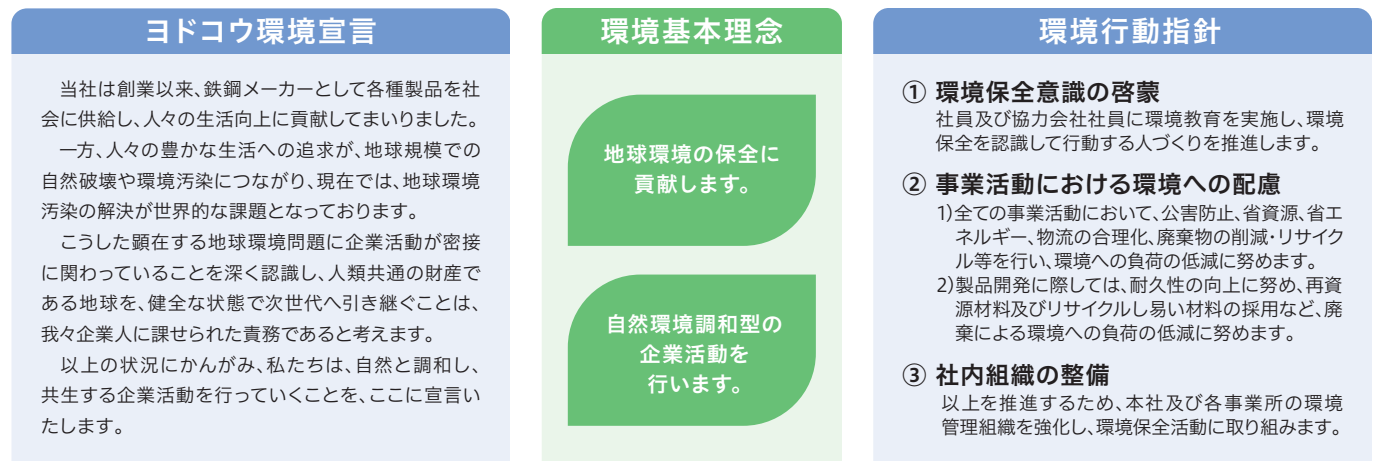 ヨドコウ環境宣言
当社は創業以来、鉄鋼メーカーとして各種製品を社
会に供給し、人々の生活向上に貢献してまいりました。
一方、人々の豊かな生活への追求が、地球規模での
自然破壊や環境汚染につながり、現在では、地球環境
汚染の解決が世界的な課題となっております。
こうした顕在する地球環境問題に企業活動が密接
に関わっていることを深く認識し、人類共通の財産で
ある地球を、健全な状態で次世代へ引き継ぐことは、
我々企業人に課せられた責務であると考えます。
以上の状況にかんがみ、私たちは、自然と調和し、
共生する企業活動を行っていくことを、ここに宣言い
たします。
環境基本理念
地球環境の保全に
貢献します。
自然環境調和型の
企業活動を
行います。
環境行動指針
① 環境保全意識の啓蒙
社員及び協力会社社員に環境教育を実施し、環境
保全を認識して行動する人づくりを推進します。
② 事業活動における環境への配慮
1)全ての事業活動において、公害防止、省資源、省エ
ネルギー、物流の合理化、廃棄物の削減・リサイク
ル等を行い、環境への負荷の低減に努めます。
2)製品開発に際しては、耐久性の向上に努め、再資
源材料及びリサイクルし易い材料の採用など、廃
棄による環境への負荷の低減に努めます。
③ 社内組織の整備
以上を推進するため、本社及び各事業所の環境
管理組織を強化し、環境保全活動に取り組みます。